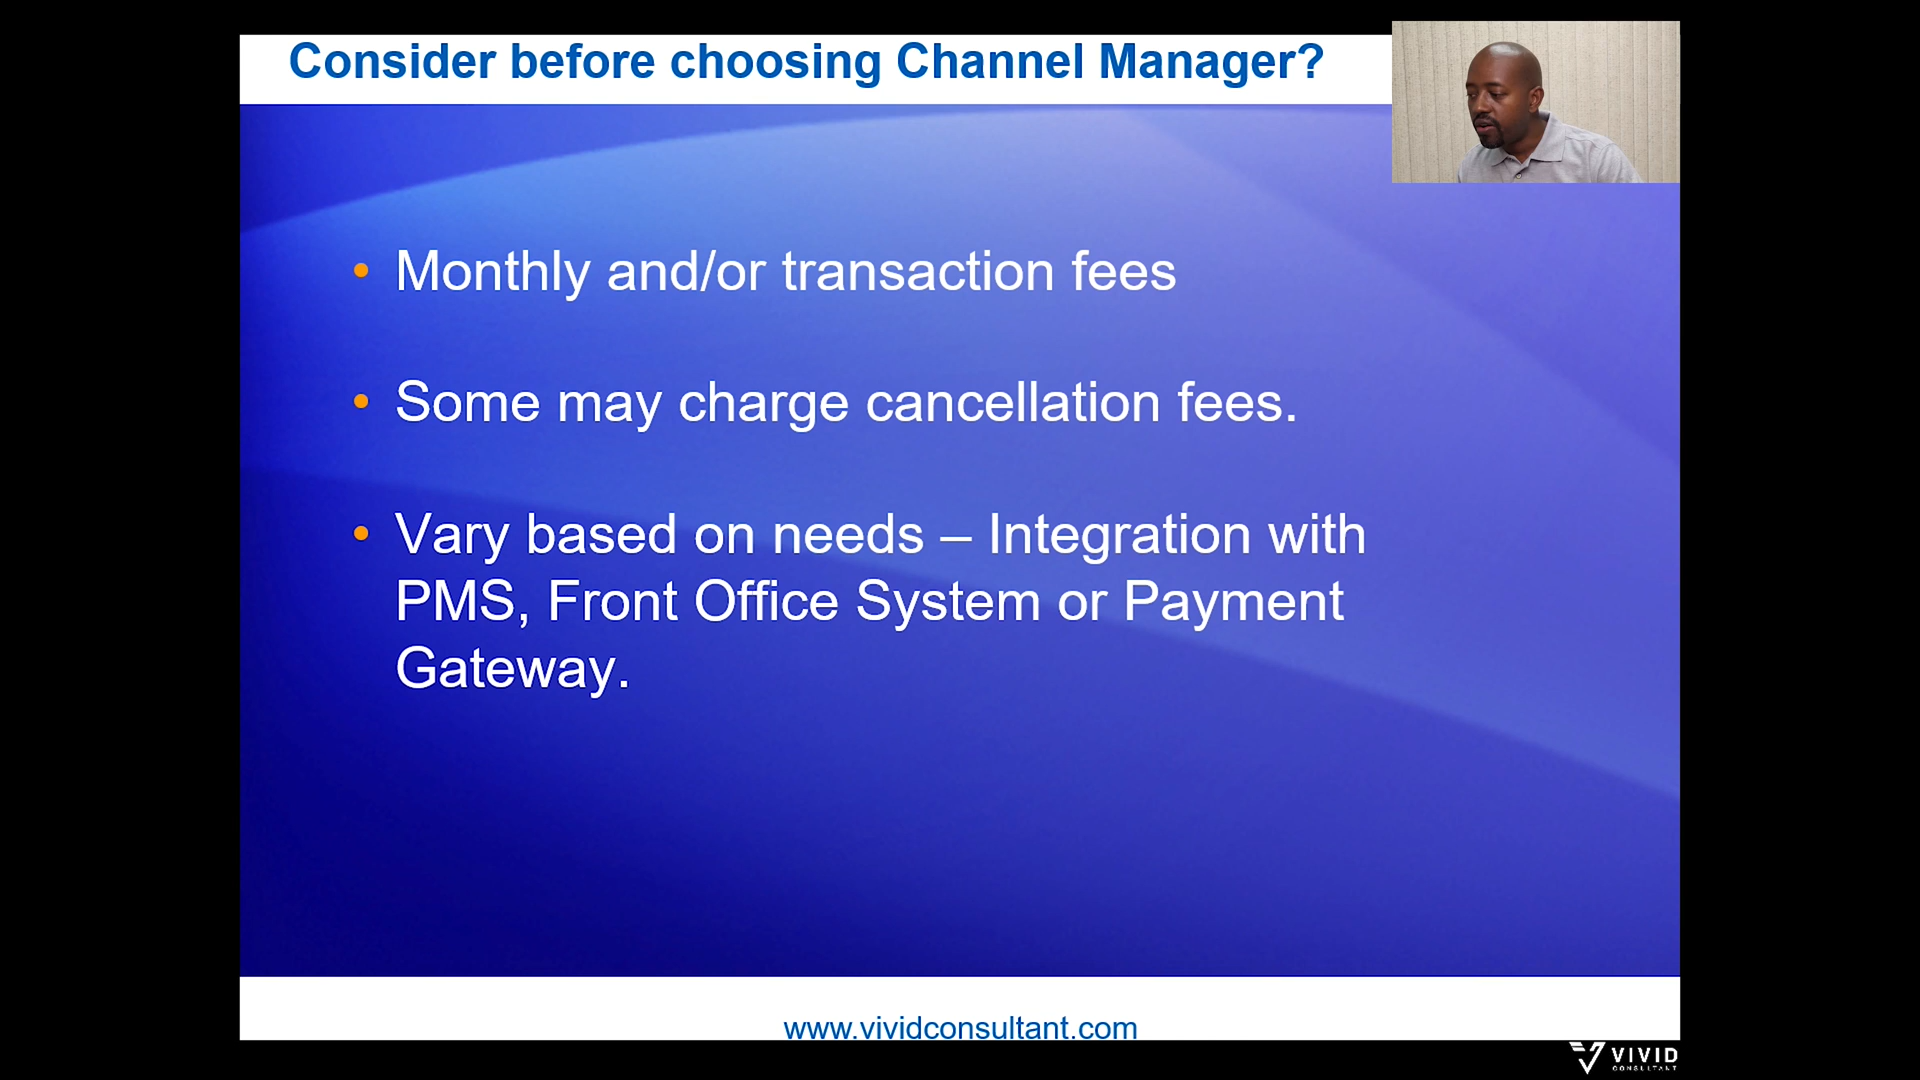 Consider before choosing Channel Manager?
• Monthly and/or transaction fees
• Some may charge cancellation fees.
• Vary based on needs – Integration with
PMS, Front Office System or Payment
Gateway.
www.vividconsultant.com
VIVID
CONSULTANT